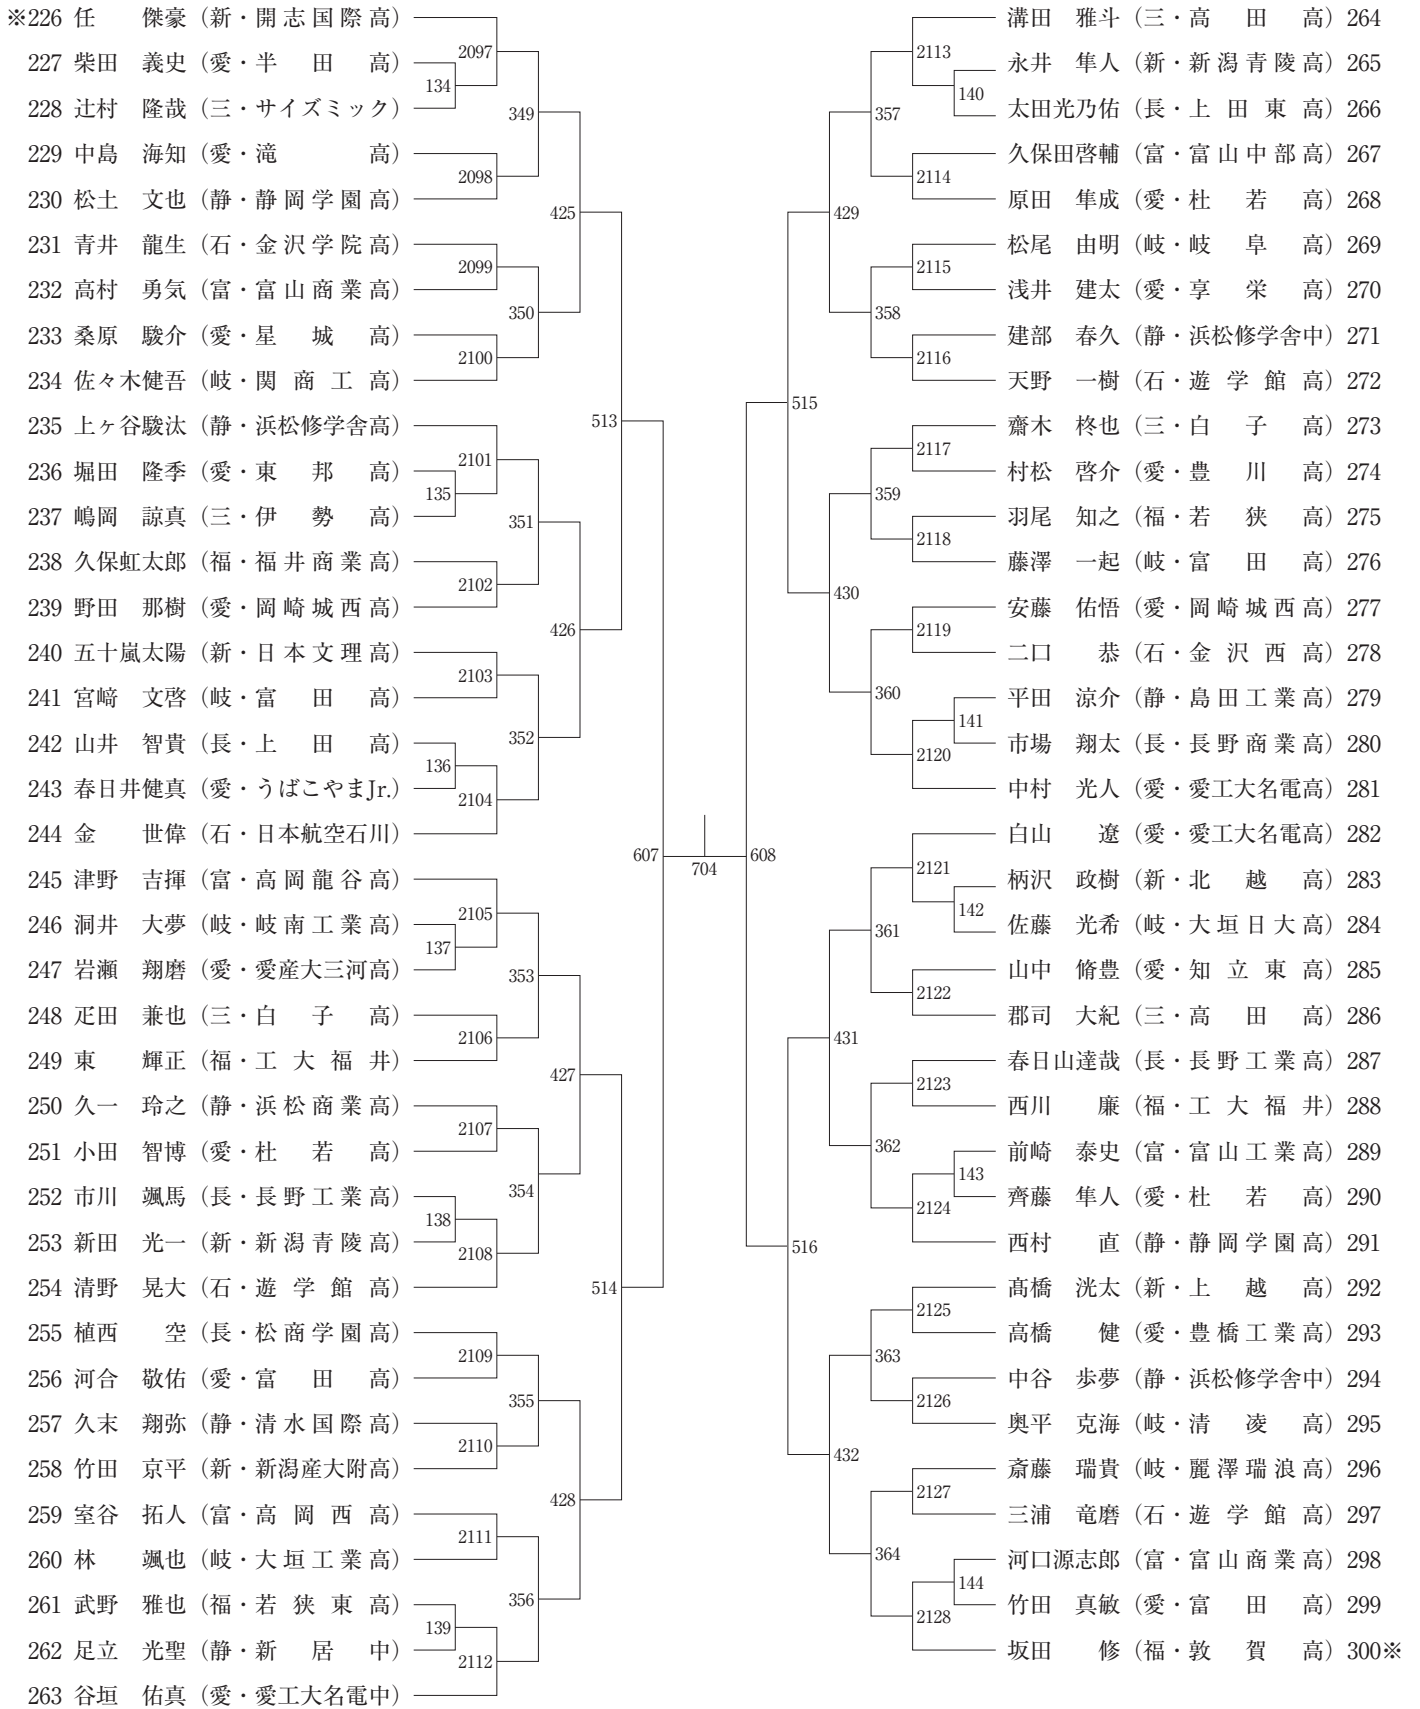 ※226 任　　傑豪（新・開志国際高）
227 柴田　義史（愛・半　田　高）
228 辻村　隆哉（三・サイズミック）
229 中島　海知（愛・滝　　　高）
230 松土　文也（静・静岡学園高）
231 青井　龍生（石・金沢学院高）
232 高村　勇気（富・富山商業高）
233 桑原　駿介（愛・星　城　高）
234 佐々木健吾（岐・関商工高）
235 上ヶ谷駿汰（静・浜松修学舎高）
236 堀田　隆季（愛・東　邦　高）
237 嶋岡　諒真（三・伊　勢　高）
238 久保虹太郎（福・福井商業高）
239 野田　那樹（愛・岡崎城西高）
240 五十嵐太陽（新・日本文理高）
241 宮﨑　文啓（岐・富　田　高）
242 山井　智貴（長・上　田　高）
243 春日井健真（愛・うばこやまJr.）
244 金　　世偉（石・日本航空石川）
245 津野　吉揮（富・高岡龍谷高）
246 洞井　大夢（岐・岐南工業高）
247 岩瀬　翔磨（愛・愛産大三河高）
248 疋田　兼也（三・白　子　高）
249 東　　輝正（福・工大福井）
250 久一　玲之（静・浜松商業高）
251 小田　智博（愛・杜　若　高）
252 市川　颯馬（長・長野工業高）
253 新田　光一（新・新潟青陵高）
254 清野　晃大（石・遊学館高）
255 植西　　空（長・松商学園高）
256 河合　敬佑（愛・富　田　高）
257 久末　翔弥（静・清水国際高）
258 竹田　京平（新・新潟産大附高）
259 室谷　拓人（富・高岡西高）
260 林　　颯也（岐・大垣工業高）
261 武野　雅也（福・若狭東高）
262 足立　光聖（静・新　居　中）
263 谷垣　佑真（愛・愛工大名電中）
134
135
136
137
138
139
2097
2098
2099
2100
2101
2102
2103
2104
2105
2106
2107
2108
2109
2110
2111
2112
349
350
351
352
353
354
355
356
425
426
427
428
513
514
607
704
608
515
516
429
430
431
432
357
358
359
360
361
362
363
364
2113
2114
2115
2116
2117
2118
2119
2120
2121
2122
2123
2124
2125
2126
2127
2128
140
141
142
143
144
溝田　雅斗（三・高　田　高）264
永井　隼人（新・新潟青陵高）265
太田光乃佑（長・上田東高）266
久保田啓輔（富・富山中部高）267
原田　隼成（愛・杜　若　高）268
松尾　由明（岐・岐　阜　高）269
浅井　建太（愛・享　栄　高）270
建部　春久（静・浜松修学舎中）271
天野　一樹（石・遊学館高）272
齋木　柊也（三・白　子　高）273
村松　啓介（愛・豊　川　高）274
羽尾　知之（福・若　狭　高）275
藤澤　一起（岐・富　田　高）276
安藤　佑悟（愛・岡崎城西高）277
二口　　恭（石・金沢西高）278
平田　涼介（静・島田工業高）279
市場　翔太（長・長野商業高）280
中村　光人（愛・愛工大名電高）281
白山　　遼（愛・愛工大名電高）282
柄沢　政樹（新・北　越　高）283
佐藤　光希（岐・大垣日大高）284
山中　脩豊（愛・知立東高）285
郡司　大紀（三・高　田　高）286
春日山達哉（長・長野工業高）287
西川　　廉（福・工大福井）288
前崎　泰史（富・富山工業高）289
齊藤　隼人（愛・杜　若　高）290
西村　　直（静・静岡学園高）291
髙橋　洸太（新・上　越　高）292
高橋　　健（愛・豊橋工業高）293
中谷　歩夢（静・浜松修学舎中）294
奥平　克海（岐・清　凌　高）295
斎藤　瑞貴（岐・麗澤瑞浪高）296
三浦　竜磨（石・遊学館高）297
河口源志郎（富・富山商業高）298
竹田　真敏（愛・富　田　高）299
坂田　　修（福・敦　賀　高）300※